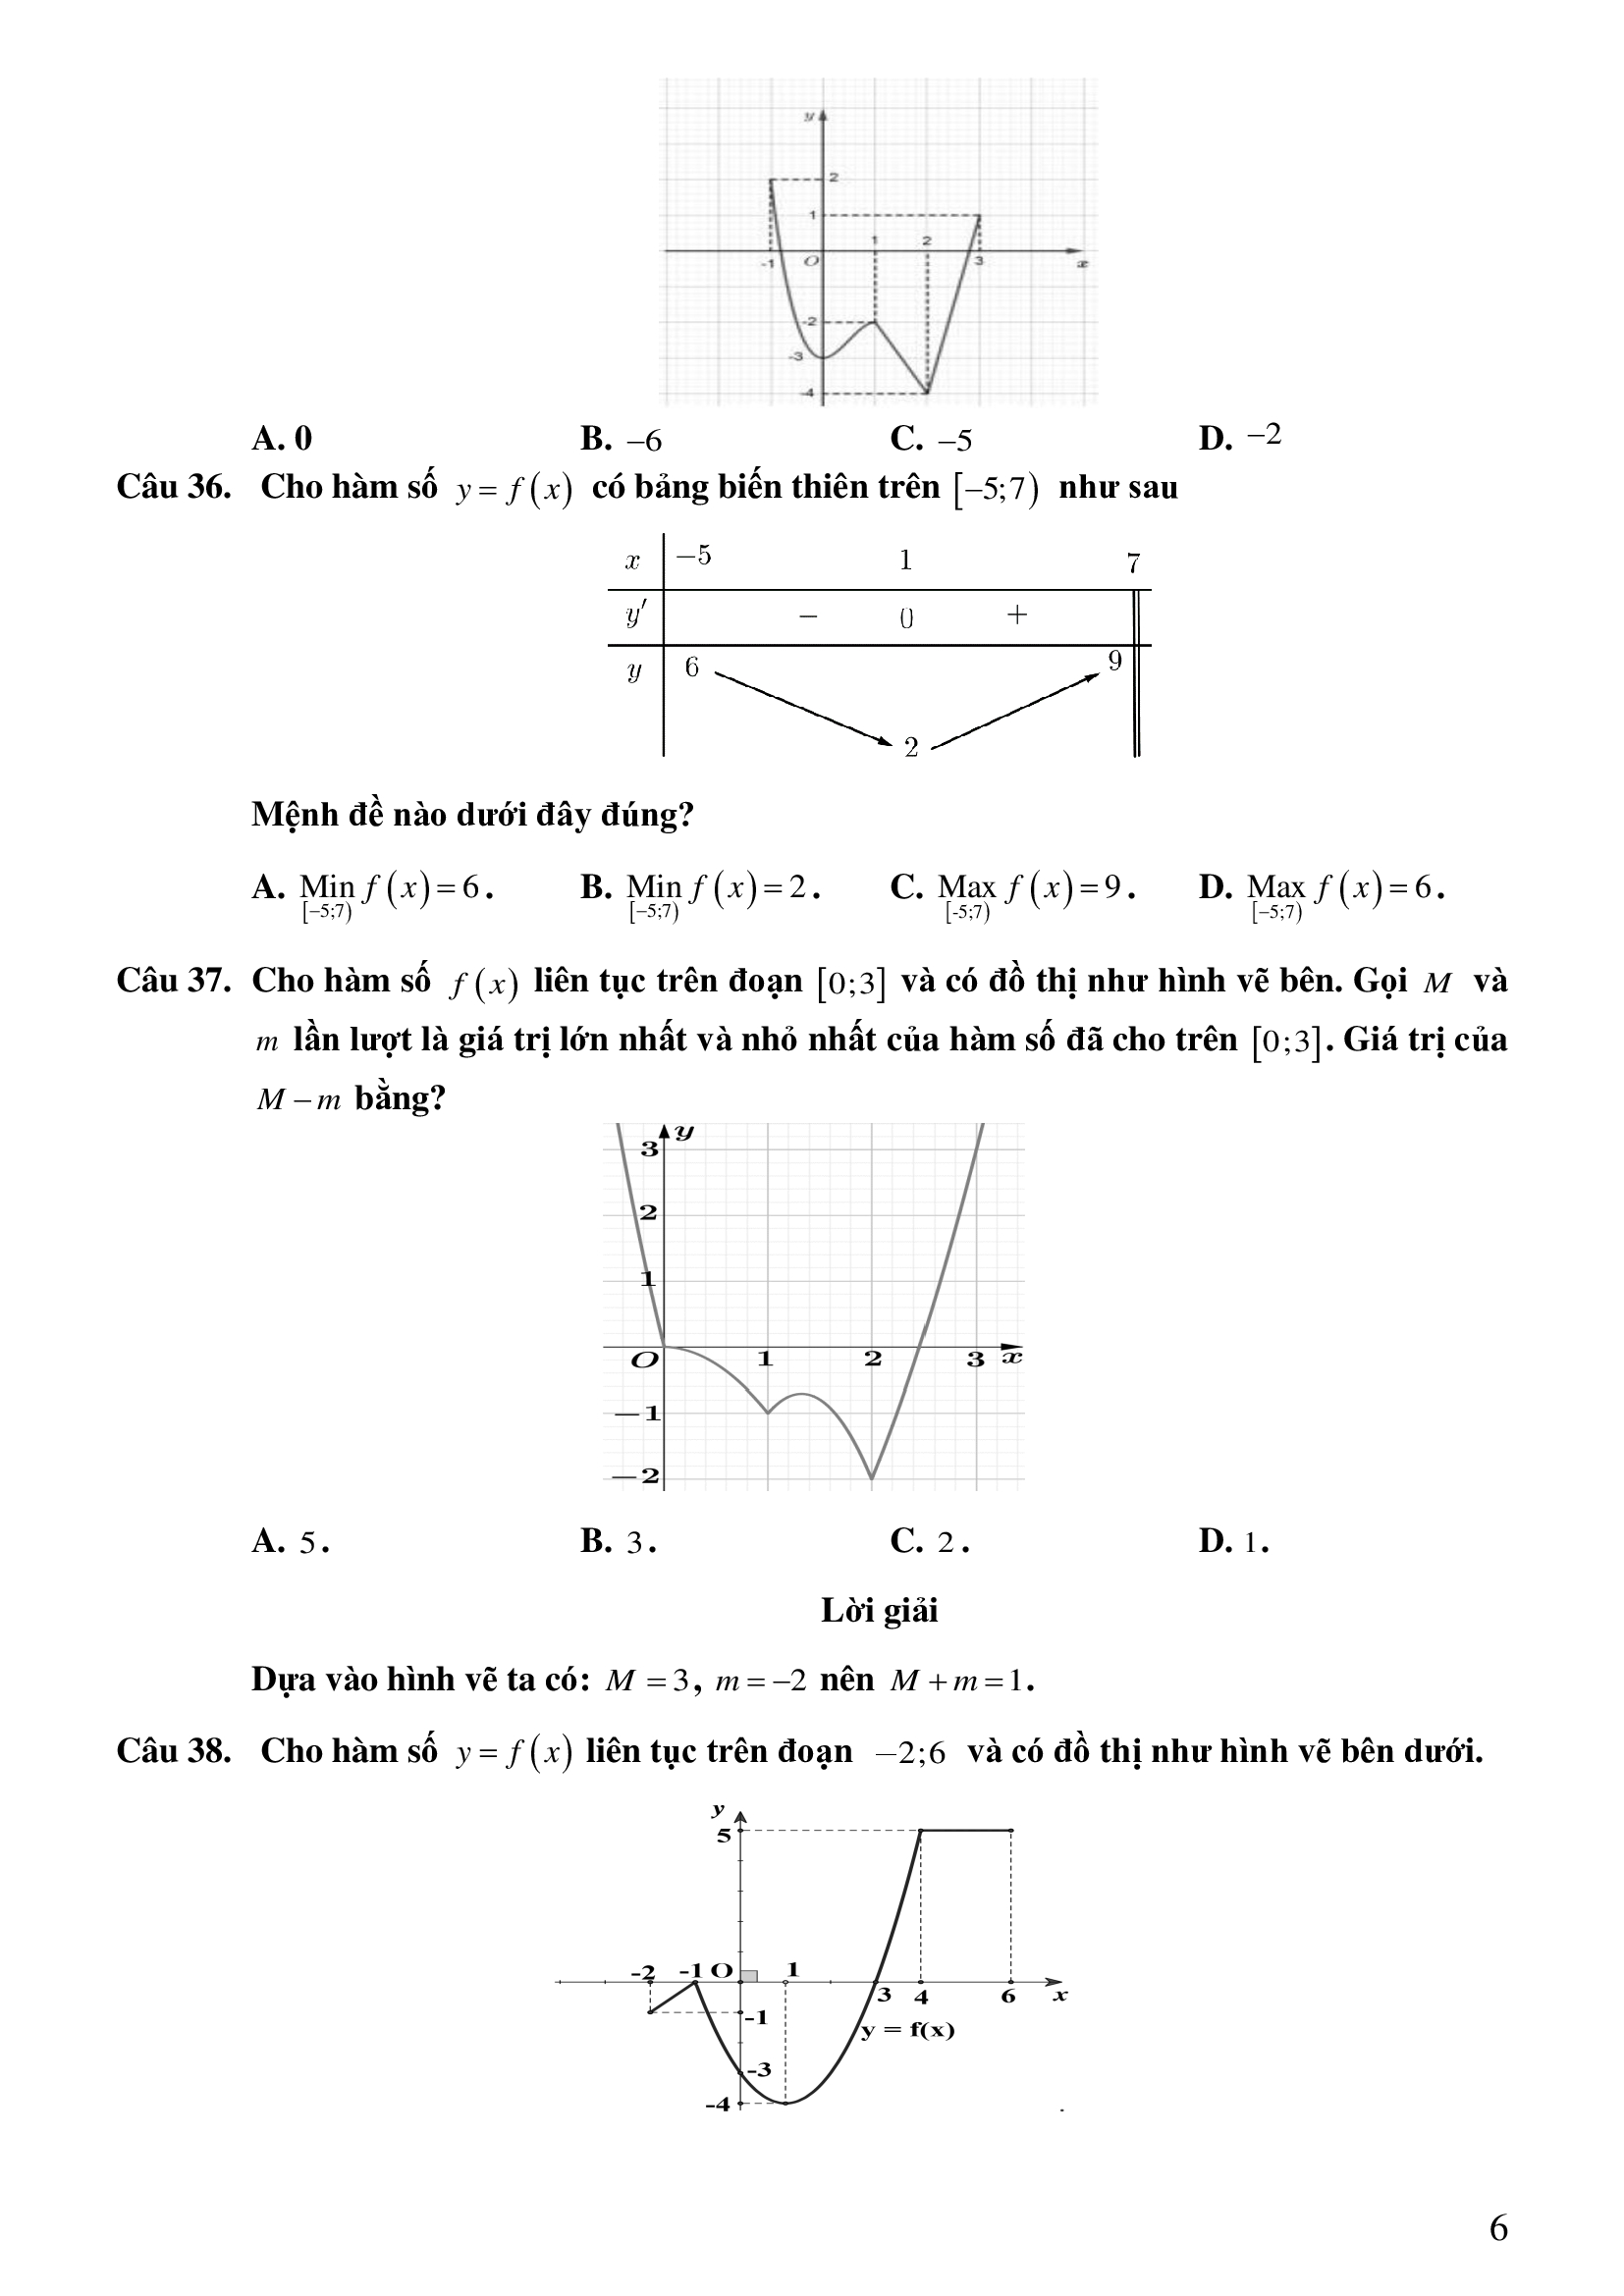 y
2
1
1 2
-1 O 3 x
-2
-3
-4
A. 0 B. −6 C. −5 D. −2
Câu 36. Cho hàm số y = f(x) có bảng biến thiên trên [−5;7) như sau
x −5 1 7
y′ − 0 +
y 6 9
2
Mệnh đề nào dưới đây đúng?
A. Min f(x) = 6. B. Min f(x) = 2. C. Max f(x) = 9. D. Max f(x) = 6.
[−5;7) [−5;7) [-5;7) [−5;7)
Câu 37. Cho hàm số f(x) liên tục trên đoạn [0;3] và có đồ thị như hình vẽ bên. Gọi M và
m lần lượt là giá trị lớn nhất và nhỏ nhất của hàm số đã cho trên [0;3]. Giá trị của
M − m bằng?
y
3
2
1
O 1 2 3 x
−1
−2
A. 5. B. 3. C. 2. D. 1.
Lời giải
Dựa vào hình vẽ ta có: M = 3, m = −2 nên M + m = 1.
Câu 38. Cho hàm số y = f(x) liên tục trên đoạn −2;6 và có đồ thị như hình vẽ bên dưới.
y
5
-2 -1 O 1
3 4 6 x
-1
y = f(x)
-3
-4
.
6